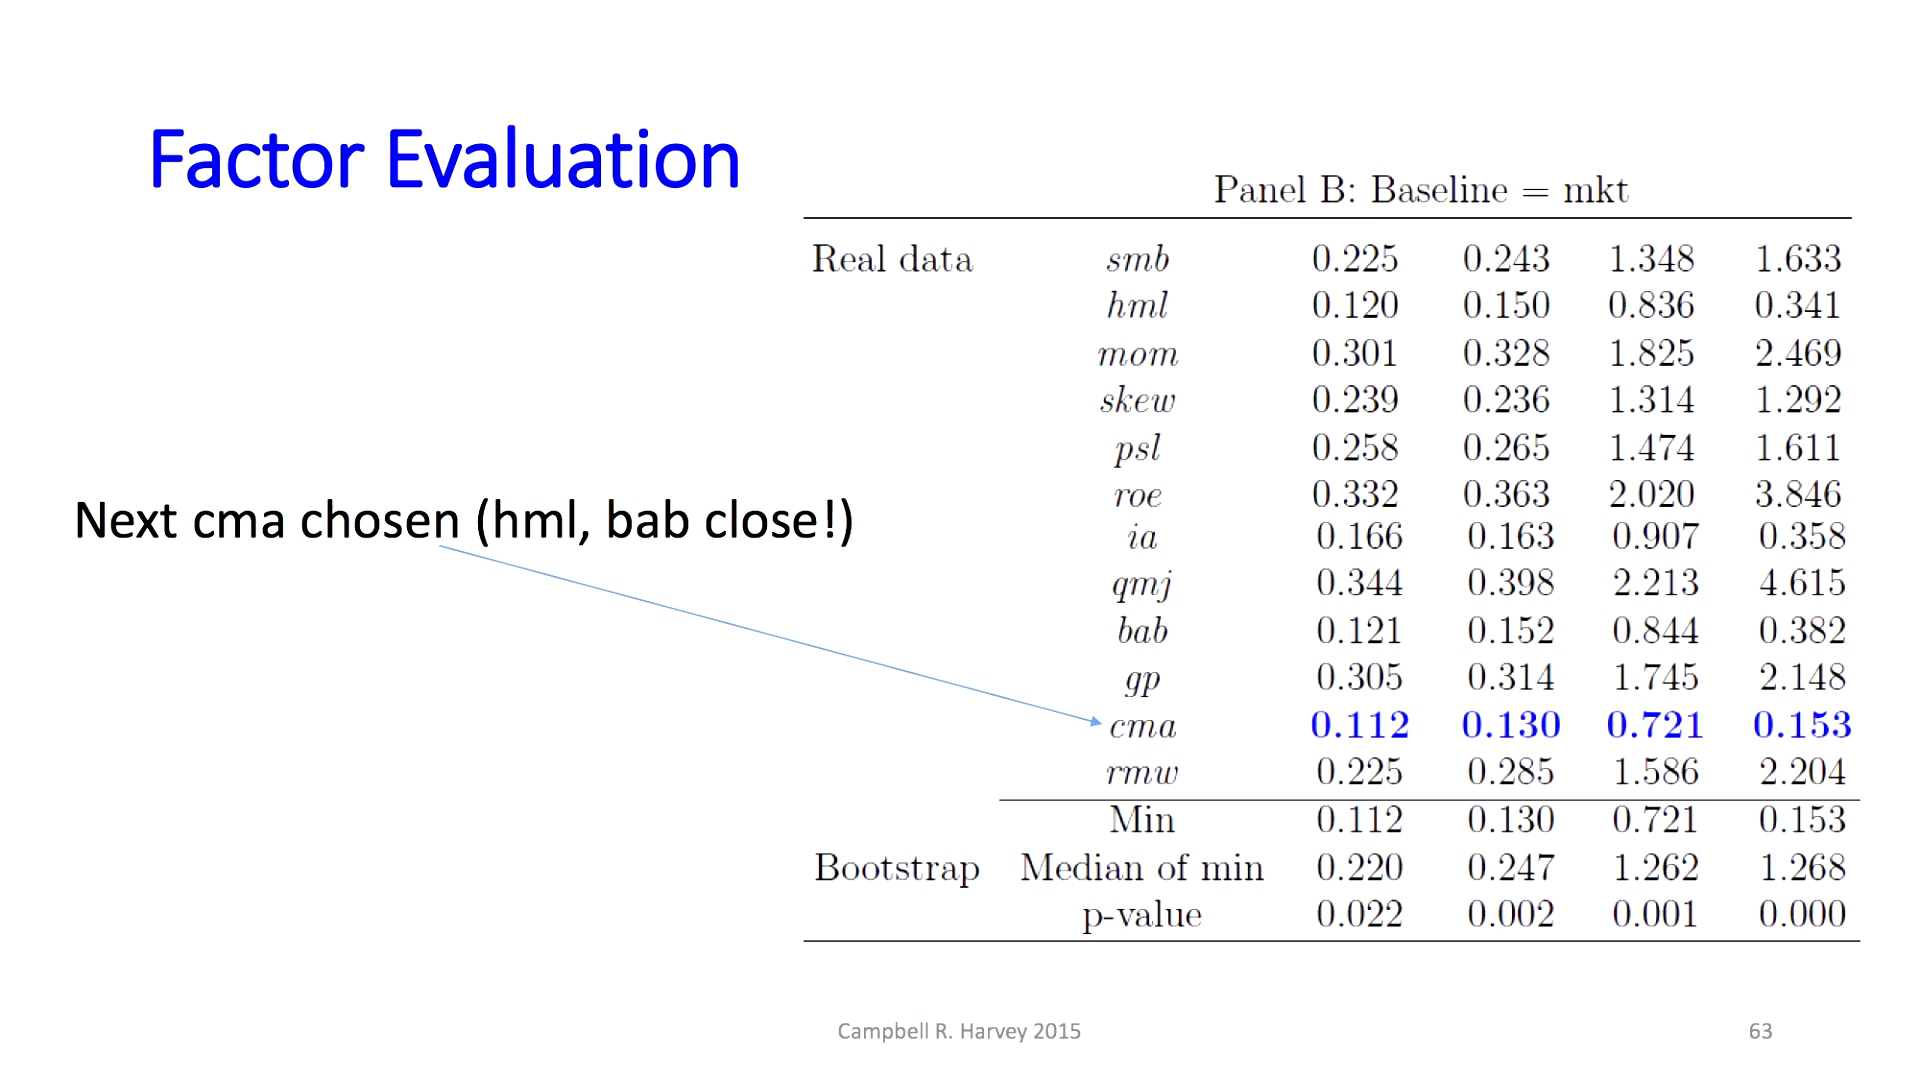 Factor Evaluation
Next cma chosen (hml, bab close!)
Panel B: Baseline = mkt
Real data smb 0.225 0.243 1.348 1.633
hml 0.120 0.150 0.836 0.341
mom 0.301 0.328 1.825 2.469
skew 0.239 0.236 1.314 1.292
psl 0.258 0.265 1.474 1.611
roe 0.332 0.363 2.020 3.846
ia 0.166 0.163 0.907 0.358
qmj 0.344 0.398 2.213 4.615
bab 0.121 0.152 0.844 0.382
gp 0.305 0.314 1.745 2.148
cma 0.112 0.130 0.721 0.153
rmw 0.225 0.285 1.586 2.204
Min 0.112 0.130 0.721 0.153
Bootstrap Median of min 0.220 0.247 1.262 1.268
p-value 0.022 0.002 0.001 0.000
Campbell R. Harvey 2015 63